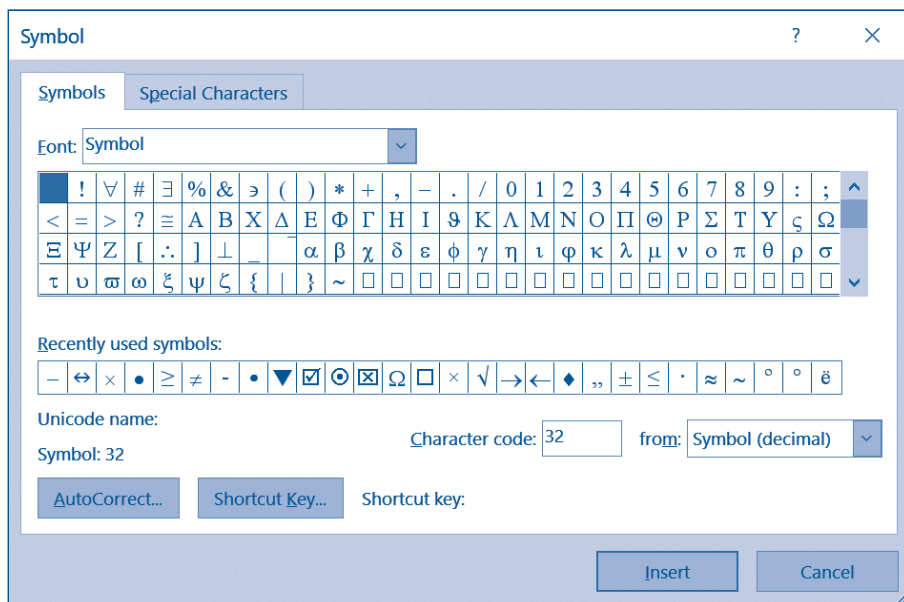 Symbol ? ×
Symbols Special Characters
Font: Symbol
! ∀ # ∃ % & ϶ ( ) ∗ + , − . / 0 1 2 3 4 5 6 7 8 9 : ;
< = > ? ≅ Α Β Χ Δ Ε Φ Γ Η Ι ϑ Κ Λ Μ Ν Ο Π Θ Ρ Σ Τ Υ ς Ω
Ξ Ψ Ζ [ ∴ ] ⊥ _ ‾ α β χ δ ε ϕ γ η ι φ κ λ μ ν ο π θ ρ σ
τ υ ϖ ω ξ ψ ζ { | } ~ □ □ □ □ □ □ □ □ □ □ □ □ □ □ □ □ □
Recently used symbols:
– ↔ × ● ≥ ≠ - • ▼ ☑ ⊙ ☒ Ω □ × √ → ← ♦ „ ± ≤ · ≈ ~ ° ° ë
Unicode name:
Symbol: 32
Character code: 32 from: Symbol (decimal)
AutoCorrect... Shortcut Key... Shortcut key:
Insert Cancel